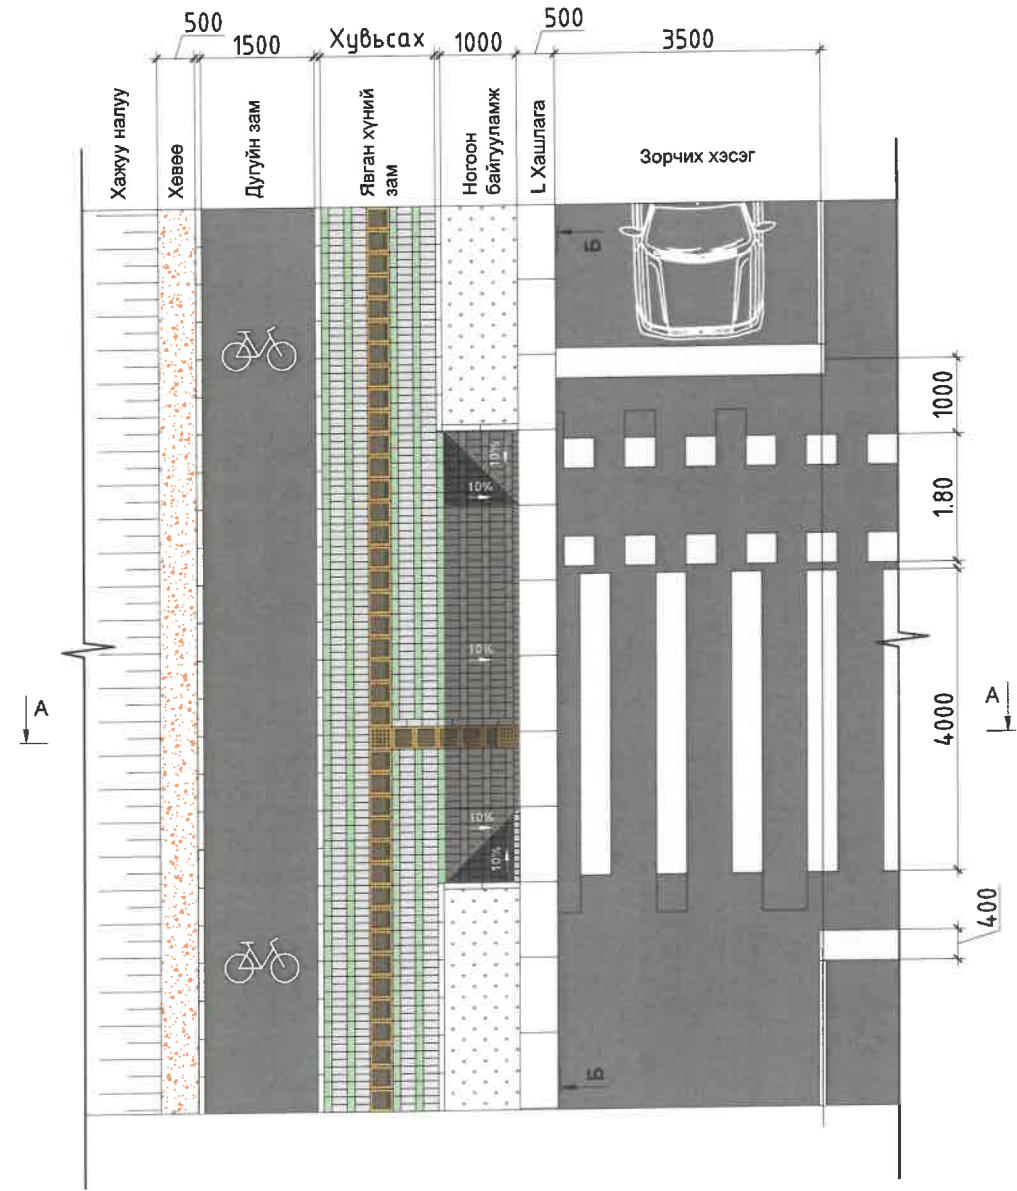 500
1500
Хувьсах
1000
500
3500
Хажуу налуу
Хөвөө
Дугуйн зам
Явган хүний
зам
Ногоон
байгууламж
L Хашлага
Зорчих хэсэг
Б
1000
10%
10%
1.80
10%
A
A
4000
10%
10%
400
Б